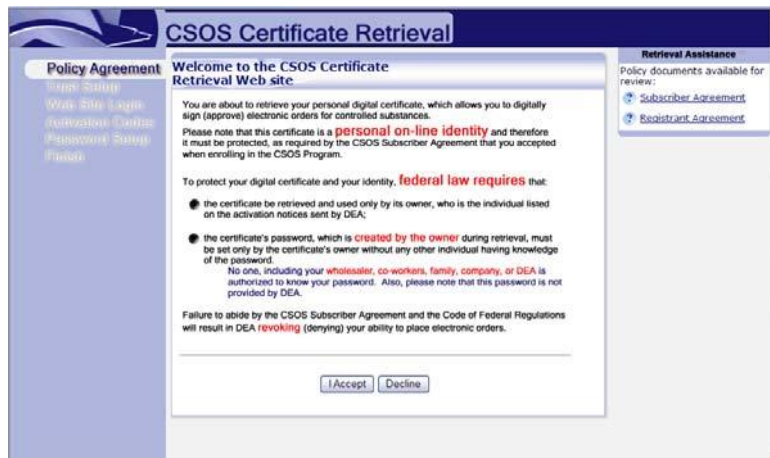 CSOS Certificate Retrieval
Policy Agreement
Trust Setup
Web Site Login
Activation Codes
Password Setup
Finish
Welcome to the CSOS Certificate
Retrieval Web site
You are about to retrieve your personal digital certificate, which allows you to digitally
sign (approve) electronic orders for controlled substances.
Please note that this certificate is a personal on-line identity and therefore
it must be protected, as required by the CSOS Subscriber Agreement that you accepted
when enrolling in the CSOS Program.
To protect your digital certificate and your identity, federal law requires that:
the certificate be retrieved and used only by its owner, who is the individual listed
on the activation notices sent by DEA;
the certificate's password, which is created by the owner during retrieval, must
be set only by the certificate's owner without any other individual having knowledge
of the password.
No one, including your wholesaler, co-workers, family, company, or DEA is
authorized to know your password. Also, please note that this password is not
provided by DEA.
Failure to abide by the CSOS Subscriber Agreement and the Code of Federal Regulations
will result in DEA revoking (denying) your ability to place electronic orders.
I Accept
Decline
Retrieval Assistance
Policy documents available for
review:
? Subscriber Agreement
? Registrant Agreement